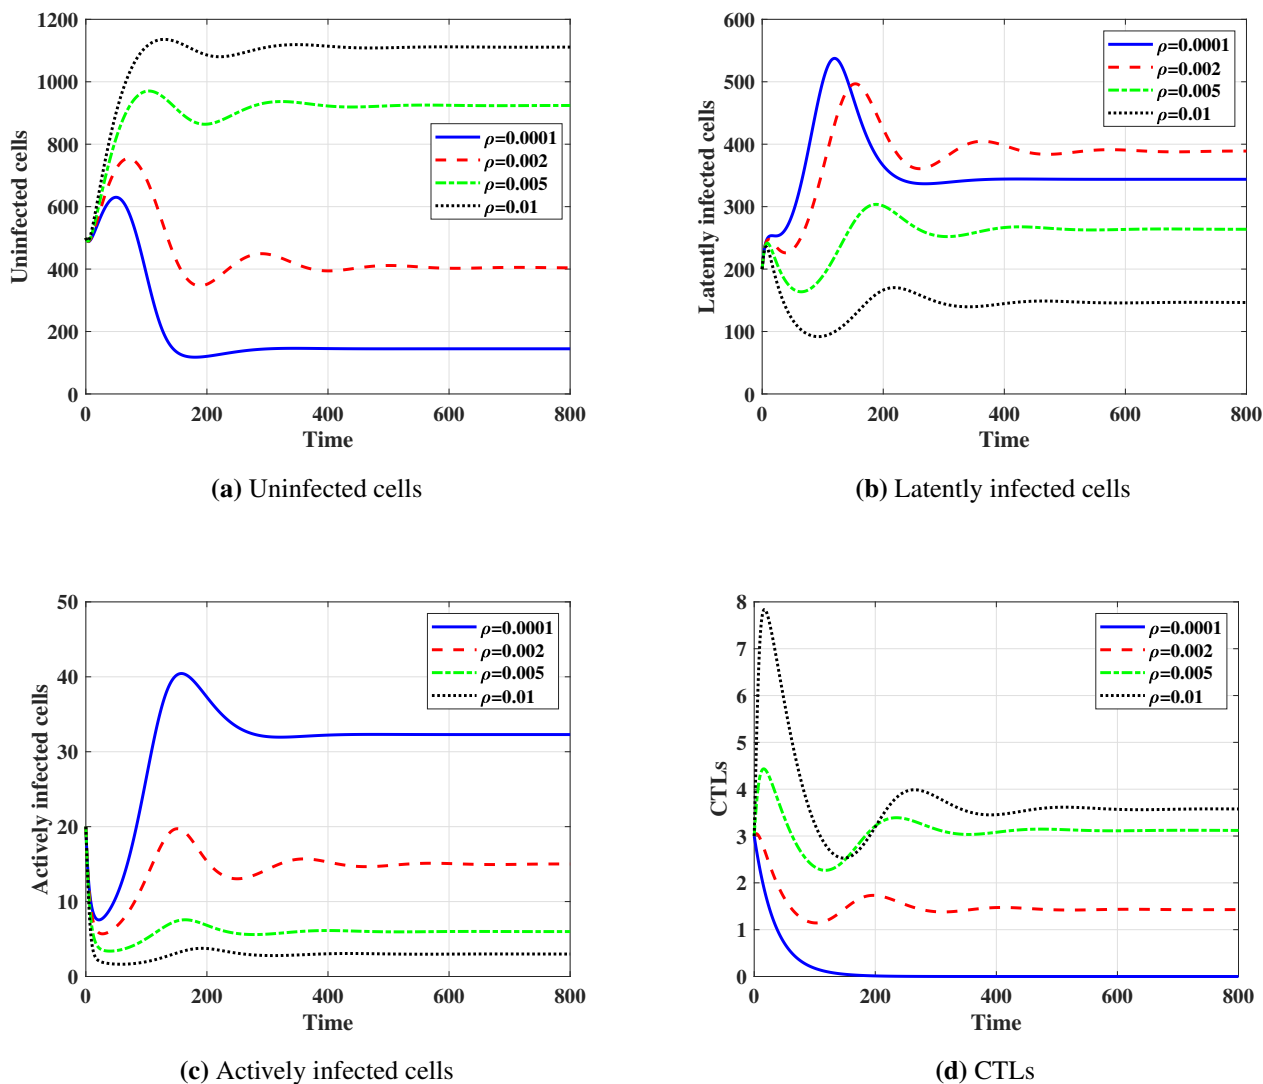 1200
1000
800
600
400
200
0
Uninfected cells
ρ=0.0001
ρ=0.002
ρ=0.005
ρ=0.01
0 200 400 600 800
Time
(a) Uninfected cells
600
500
400
300
200
100
0
Latently infected cells
ρ=0.0001
ρ=0.002
ρ=0.005
ρ=0.01
0 200 400 600 800
Time
(b) Latently infected cells
50
40
30
20
10
0
Actively infected cells
ρ=0.0001
ρ=0.002
ρ=0.005
ρ=0.01
0 200 400 600 800
Time
(c) Actively infected cells
8
7
6
5
4
3
2
1
0
CTLs
ρ=0.0001
ρ=0.002
ρ=0.005
ρ=0.01
0 200 400 600 800
Time
(d) CTLs